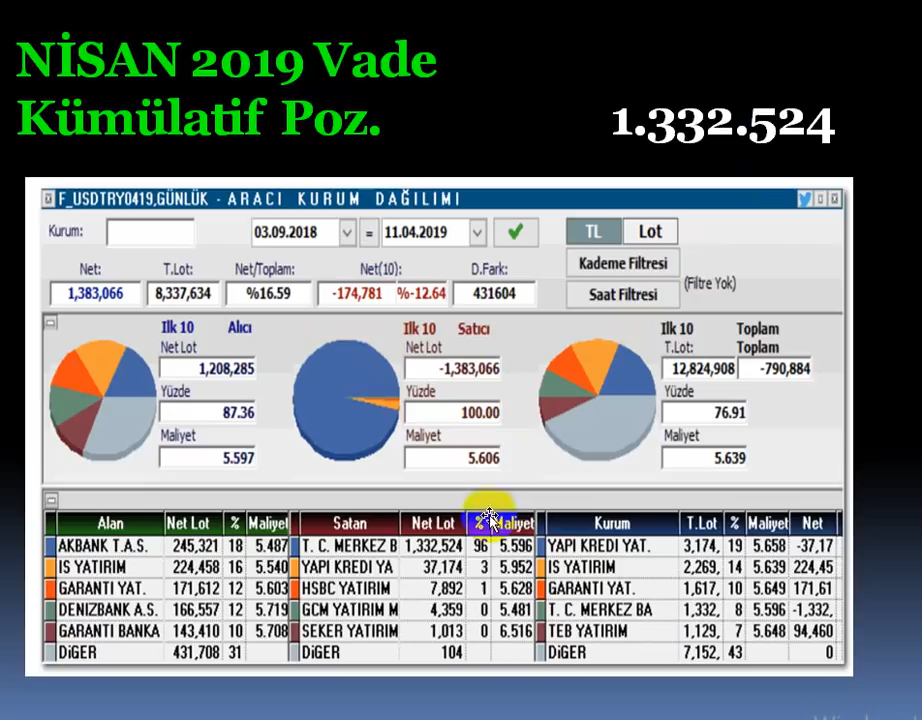 NİSAN 2019 Vade
Kümülatif Poz. 1.332.524
F_USDTRY0419,GÜNLÜK - ARACI KURUM DAĞILIMI
Kurum: 03.09.2018 = 11.04.2019 TL Lot
Kademe Filtresi
Net: T.Lot: Net/Toplam: Net(10): D.Fark: (Filtre Yok)
1,383,066 8,337,634 %16.59 -174,781 %-12.64 431604 Saat Filtresi
İlk 10 Alıcı İlk 10 Satıcı İlk 10 Toplam
Net Lot Net Lot T.Lot: Toplam
1,208,285 -1,383,066 12,824,908 -790,884
Yüzde Yüzde Yüzde
87.36 100.00 76.91
Maliyet Maliyet Maliyet
5.597 5.606 5.639
Alan Net Lot % Maliyet Satan Net Lot % Maliyet Kurum T.Lot % Maliyet Net
AKBANK T.A.S. 245,321 18 5.487 T. C. MERKEZ B 1,332,524 96 5.596 YAPI KREDI YAT. 3,174, 19 5.658 -37,17
IS YATIRIM 224,458 16 5.540 YAPI KREDI YA 37,174 3 5.952 IS YATIRIM 2,269, 14 5.639 224,45
GARANTI YAT. 171,612 12 5.603 HSBC YATIRIM 7,892 1 5.628 GARANTI YAT. 1,617, 10 5.649 171,61
DENIZBANK A.S. 166,557 12 5.719 GCM YATIRIM M 4,359 0 5.481 T. C. MERKEZ BA 1,332, 8 5.596 -1,332,
GARANTI BANKA 143,410 10 5.708 SEKER YATIRIM 1,013 0 6.516 TEB YATIRIM 1,129, 7 5.648 94,460
DİĞER 431,708 31 DİĞER 104 DİĞER 7,152, 43 0